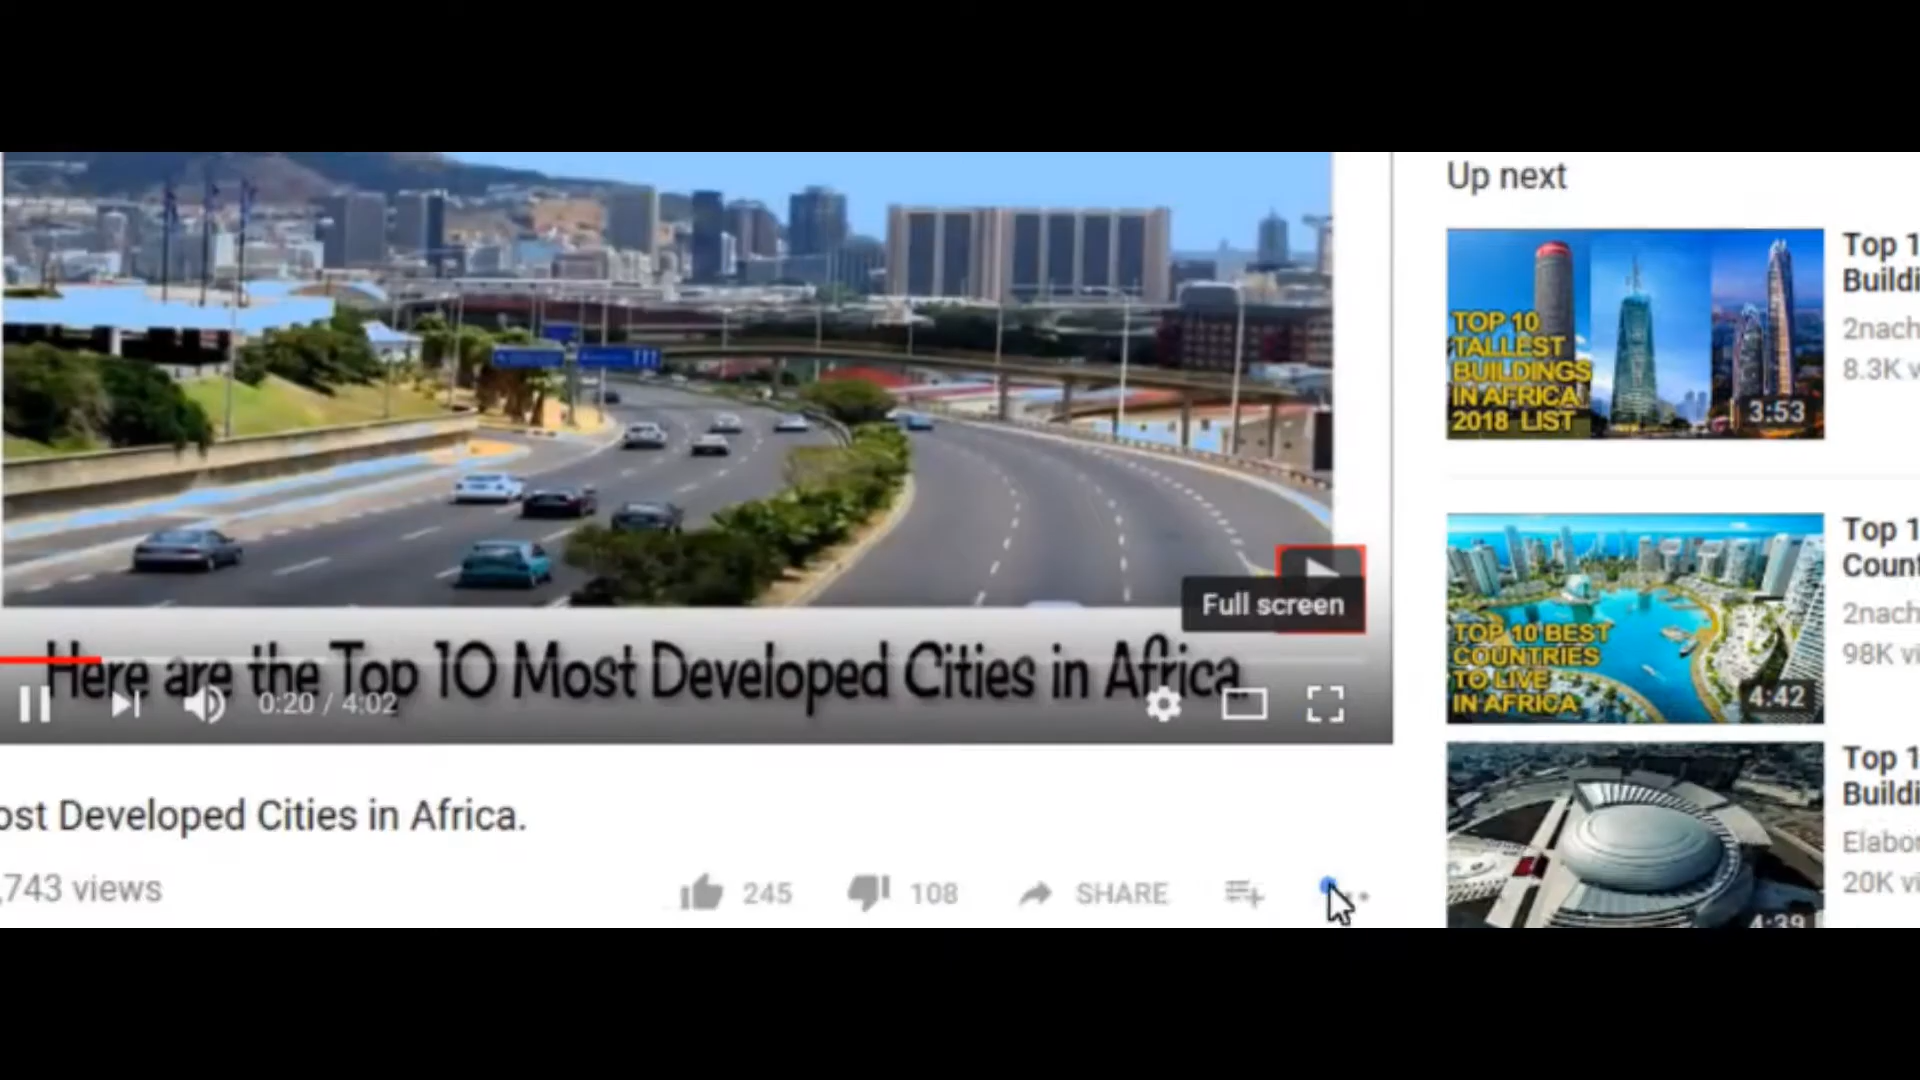 Up next
Full screen
Here are the Top 10 Most Developed Cities in Africa.
0:20 / 4:02
ost Developed Cities in Africa.
,743 views
245
108
SHARE
TOP 10
TALLEST
BUILDINGS
IN AFRICA
2018 LIST
3:53
Top 1
Buildi
2nach
8.3K v
TOP 10 BEST
COUNTRIES
TO LIVE
IN AFRICA
4:42
Top 1
Count
2nach
98K vi
4:39
Top 1
Buildi
Elabor
20K vi